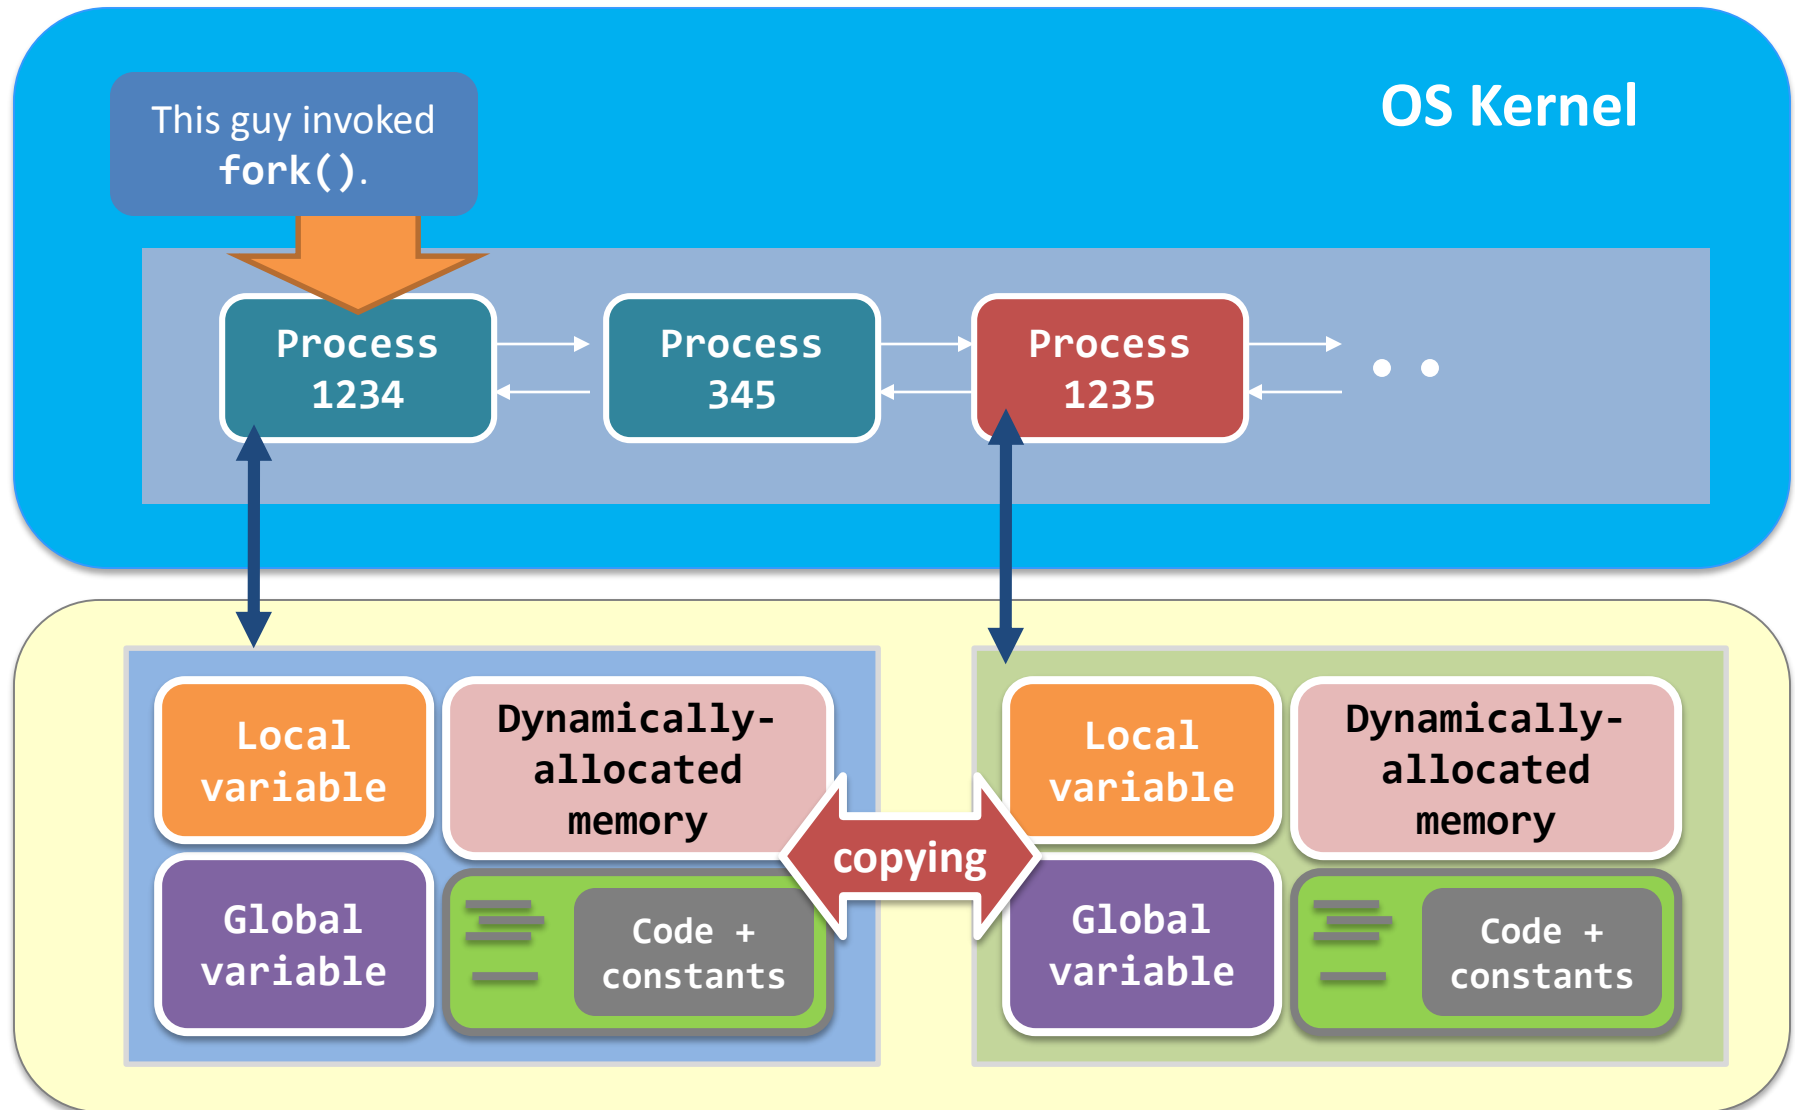 OS Kernel
This guy invoked
fork().
Process
1234
Process
345
Process
1235
Local
variable
Dynamically-
allocated
memory
Global
variable
Code +
constants
copying
Local
variable
Dynamically-
allocated
memory
Global
variable
Code +
constants